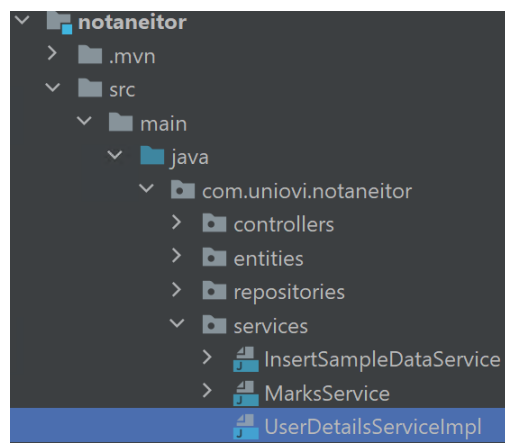 notaneitor
.mvn
src
main
java
com.uniovi.notaneitor
controllers
entities
repositories
services
InsertSampleDataService
MarksService
UserDetailsServiceImpl